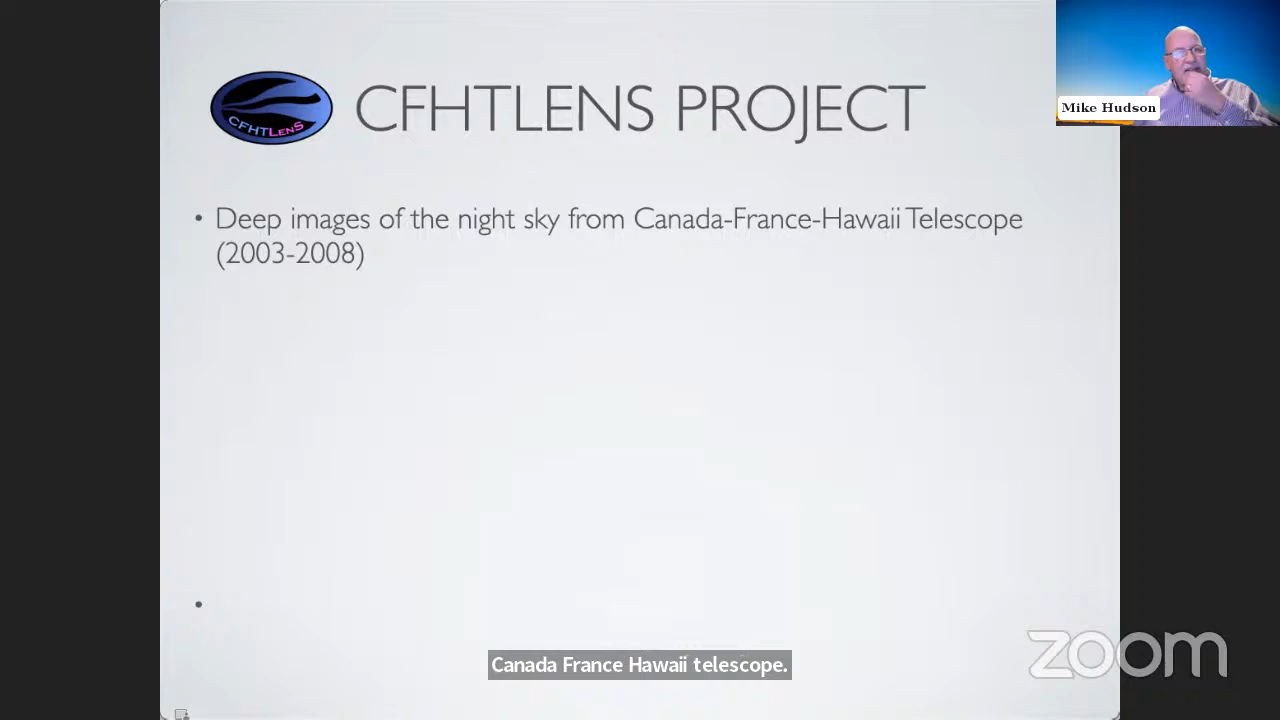 CFHTLenS
CFHTLENS PROJECT
Mike Hudson
• Deep images of the night sky from Canada-France-Hawaii Telescope
(2003-2008)
•
Canada France Hawaii telescope.
zoom